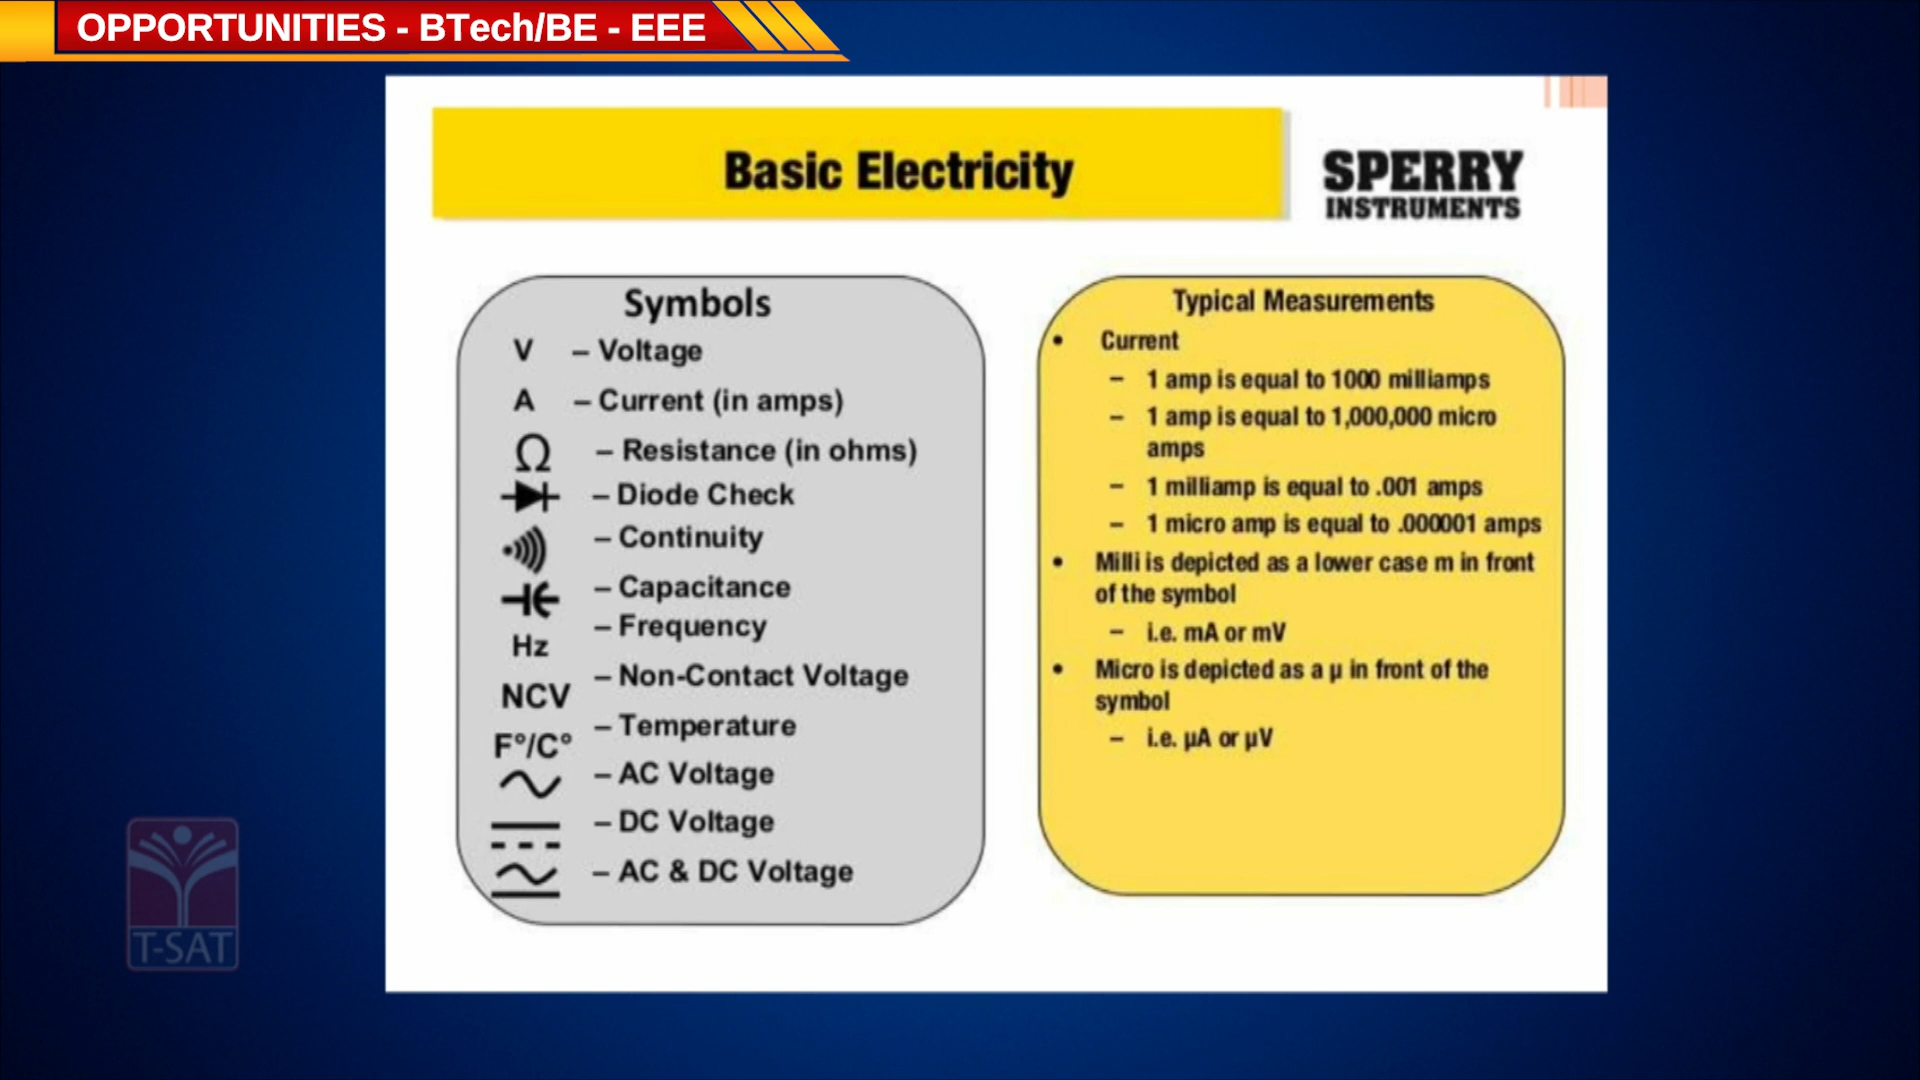 OPPORTUNITIES - BTech/BE - EEE
Basic Electricity
SPERRY
INSTRUMENTS
Symbols
V – Voltage
A – Current (in amps)
Ω – Resistance (in ohms)
– Diode Check
– Continuity
– Capacitance
Hz – Frequency
NCV – Non-Contact Voltage
F°/C° – Temperature
– AC Voltage
– DC Voltage
– AC & DC Voltage
Typical Measurements
• Current
– 1 amp is equal to 1000 milliamps
– 1 amp is equal to 1,000,000 micro
amps
– 1 milliamp is equal to .001 amps
– 1 micro amp is equal to .000001 amps
• Milli is depicted as a lower case m in front
of the symbol
– i.e. mA or mV
• Micro is depicted as a µ in front of the
symbol
– i.e. µA or µV
T-SAT